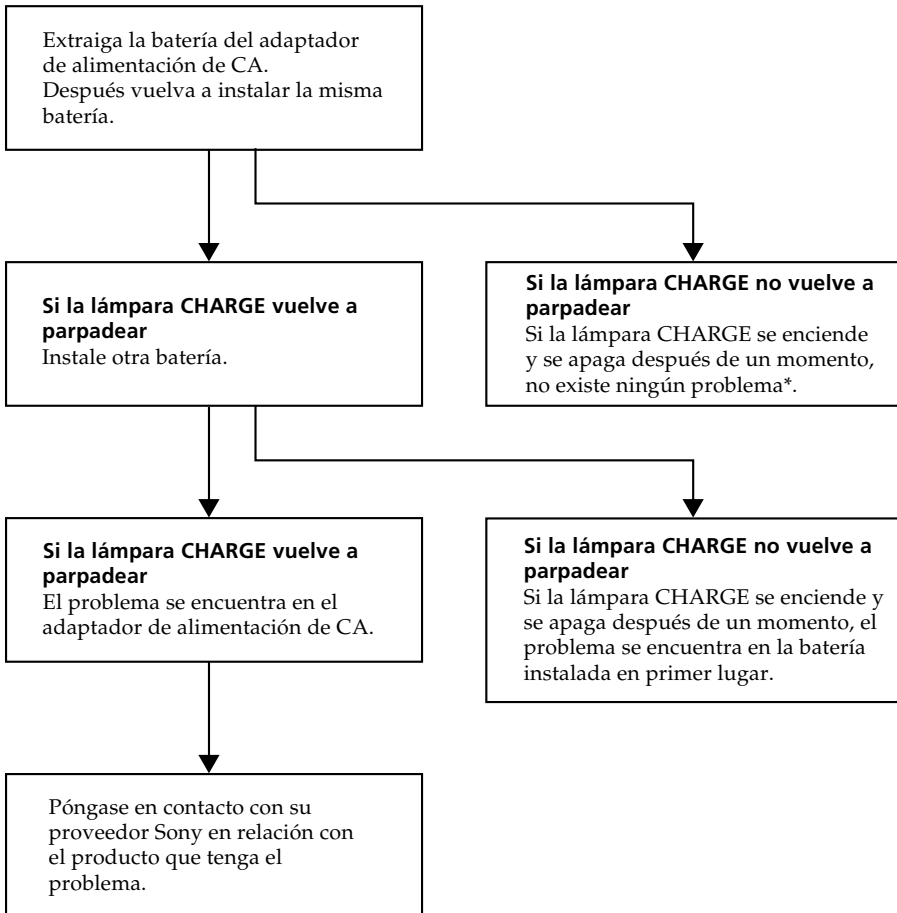 Extraiga la batería del adaptador
de alimentación de CA.
Después vuelva a instalar la misma
batería.
Si la lámpara CHARGE vuelve a
parpadear
Instale otra batería.
Si la lámpara CHARGE no vuelve a
parpadear
Si la lámpara CHARGE se enciende
y se apaga después de un momento,
no existe ningún problema*.
Si la lámpara CHARGE vuelve a
parpadear
El problema se encuentra en el
adaptador de alimentación de CA.
Si la lámpara CHARGE no vuelve a
parpadear
Si la lámpara CHARGE se enciende y
se apaga después de un momento, el
problema se encuentra en la batería
instalada en primer lugar.
Póngase en contacto con su
proveedor Sony en relación con
el producto que tenga el
problema.